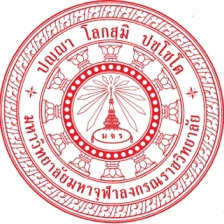 ปญฺญา โลกสฺมิ ปชฺโชโต
มจร
มหาวิทยาลัยมหาจุฬาลงกรณราชวิทยาลัย